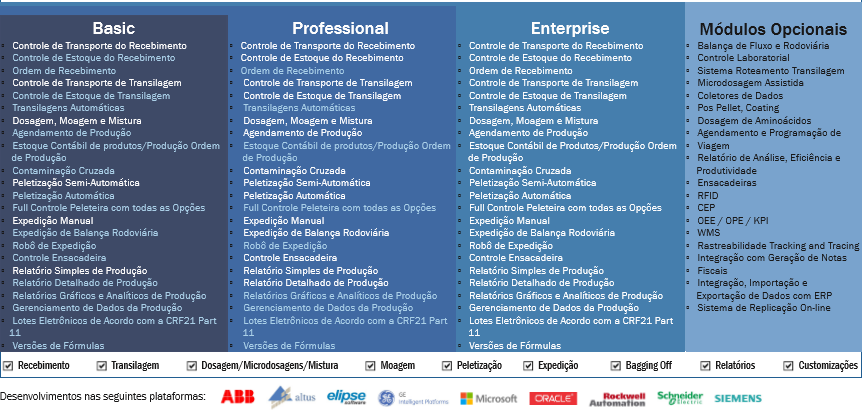 Basic
Controle de Transporte do Recebimento
Controle de Estoque do Recebimento
Ordem de Recebimento
Controle de Transporte de Transilagem
Controle de Estoque de Transilagem
Transilagens Automáticas
Dosagem, Moagem e Mistura
Agendamento de Produção
Estoque Contábil de produtos/Produção Ordem
de Produção
Contaminação Cruzada
Peletização Semi-Automática
Peletização Automática
Full Controle Peleteira com todas as Opções
Expedição Manual
Expedição de Balança Rodoviária
Robô de Expedição
Controle Ensacadeira
Relatório Simples de Produção
Relatório Detalhado de Produção
Relatórios Gráficos e Analíticos de Produção
Gerenciamento de Dados da Produção
Lotes Eletrônicos de Acordo com a CRF21 Part
11
Versões de Fórmulas
Professional
Controle de Transporte do Recebimento
Controle de Estoque do Recebimento
Ordem de Recebimento
Controle de Transporte de Transilagem
Controle de Estoque de Transilagem
Transilagens Automáticas
Dosagem, Moagem e Mistura
Agendamento de Produção
Estoque Contábil de produtos/Produção Ordem
de Produção
Contaminação Cruzada
Peletização Semi-Automática
Peletização Automática
Full Controle Peleteira com todas as Opções
Expedição Manual
Expedição de Balança Rodoviária
Robô de Expedição
Controle Ensacadeira
Relatório Simples de Produção
Relatório Detalhado de Produção
Relatórios Gráficos e Analíticos de Produção
Gerenciamento de Dados da Produção
Lotes Eletrônicos de Acordo com a CRF21 Part
11
Versões de Fórmulas
Enterprise
Controle de Transporte do Recebimento
Controle de Estoque do Recebimento
Ordem de Recebimento
Controle de Transporte de Transilagem
Controle de Estoque de Transilagem
Transilagens Automáticas
Dosagem, Moagem e Mistura
Agendamento de Produção
Estoque Contábil de Produtos/Produção Ordem
de Produção
Contaminação Cruzada
Peletização Semi-Automática
Peletização Automática
Full Controle Peleteira com todas as Opções
Expedição Manual
Expedição de Balança Rodoviária
Robô de Expedição
Controle Ensacadeira
Relatório Simples de Produção
Relatório Detalhado de Produção
Relatórios Gráficos e Analíticos de Produção
Gerenciamento de Dados da Produção
Lotes Eletrônicos de Acordo com a CRF21 Part
11
Versões de Fórmulas
Módulos Opcionais
Balança de Fluxo e Rodoviária
Controle Laboratorial
Sistema Roteamento Transilagem
Microdosagem Assistida
Coletores de Dados
Pos Pellet, Coating
Dosagem de Aminoácidos
Agendamento e Programação de
Viagem
Relatório de Análise, Eficiência e
Produtividade
Ensacadeiras
RFID
CEP
OEE / OPE / KPI
WMS
Rastreabilidade Tracking and Tracing
Integração com Geração de Notas
Fiscais
Integração, Importação e
Exportação de Dados com ERP
Sistema de Replicação On-line
Recebimento Transilagem Dosagem/Microdosagens/Mistura Moagem Peletização Expedição Bagging Off Relatórios Customizações
Desenvolvimentos nas seguintes plataformas:
ABB
altus
elipse
software
GE
Intelligent Platforms
Microsoft
ORACLE
Rockwell
Automation
Schneider
Electric
SIEMENS